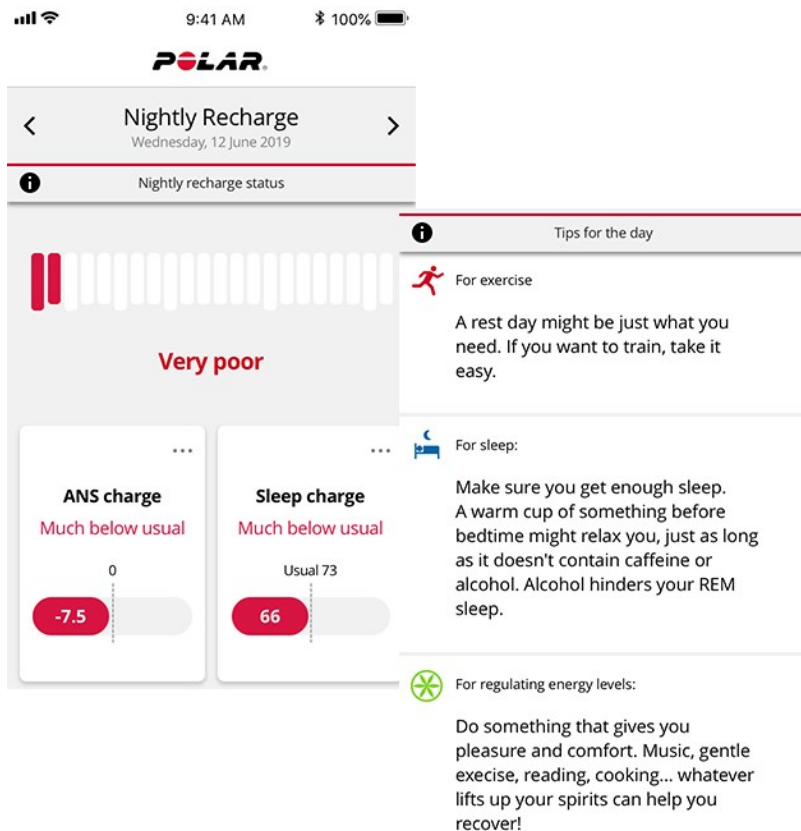 9:41 AM
100%
POLAR.
Nightly Recharge
Wednesday, 12 June 2019
Nightly recharge status
Very poor
ANS charge
Much below usual
0
-7.5
Sleep charge
Much below usual
Usual 73
66
Tips for the day
For exercise
A rest day might be just what you
need. If you want to train, take it
easy.
For sleep:
Make sure you get enough sleep.
A warm cup of something before
bedtime might relax you, just as long
as it doesn't contain caffeine or
alcohol. Alcohol hinders your REM
sleep.
For regulating energy levels:
Do something that gives you
pleasure and comfort. Music, gentle
execise, reading, cooking... whatever
lifts up your spirits can help you
recover!